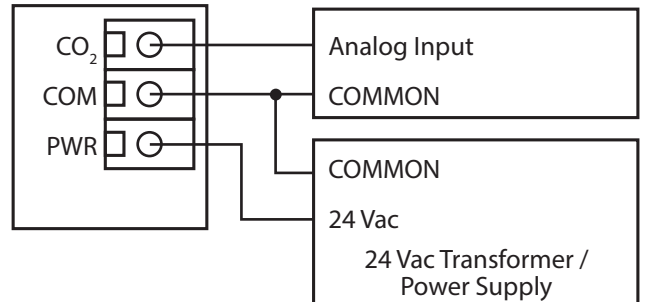 CO₂
COM
PWR
Analog Input
COMMON
COMMON
24 Vac
24 Vac Transformer /
Power Supply